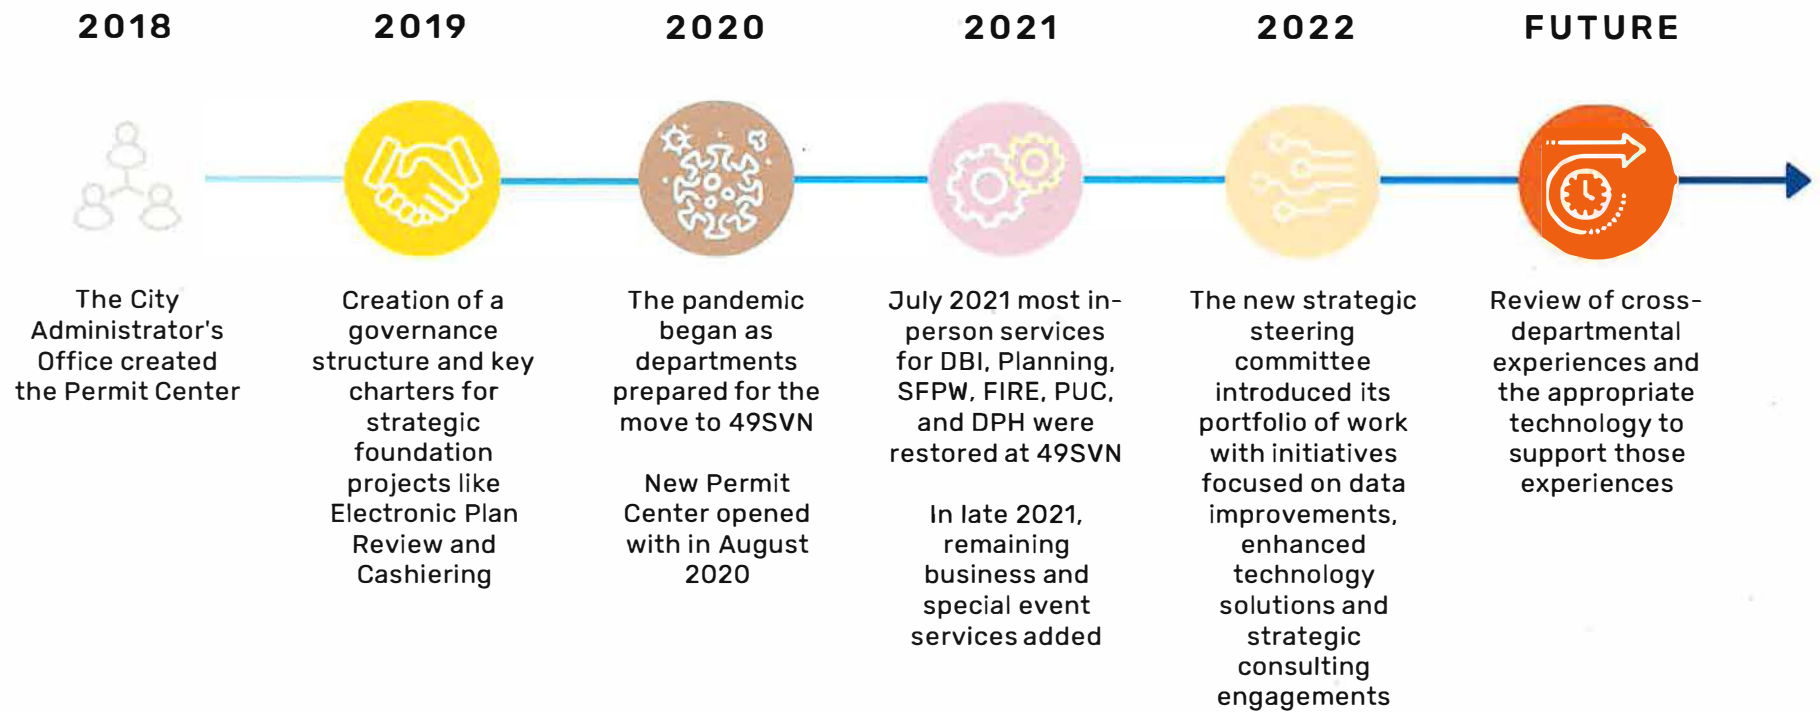 2018
The City
Administrator's
Office created
the Permit Center
2019
Creation of a
governance
structure and key
charters for
strategic
foundation
projects like
Electronic Plan
Review and
Cashiering
2020
The pandemic
began as
departments
prepared for the
move to 49SVN
New Permit
Center opened
with in August
2020
2021
July 2021 most in-
person services
for DBI, Planning,
SFPW, FIRE, PUC,
and DPH were
restored at 49SVN
In late 2021,
remaining
business and
special event
services added
2022
The new strategic
steering
committee
introduced its
portfolio of work
with initiatives
focused on data
improvements,
enhanced
technology
solutions and
strategic
consulting
engagements
FUTURE
Review of cross-
departmental
experiences and
the appropriate
technology to
support those
experiences